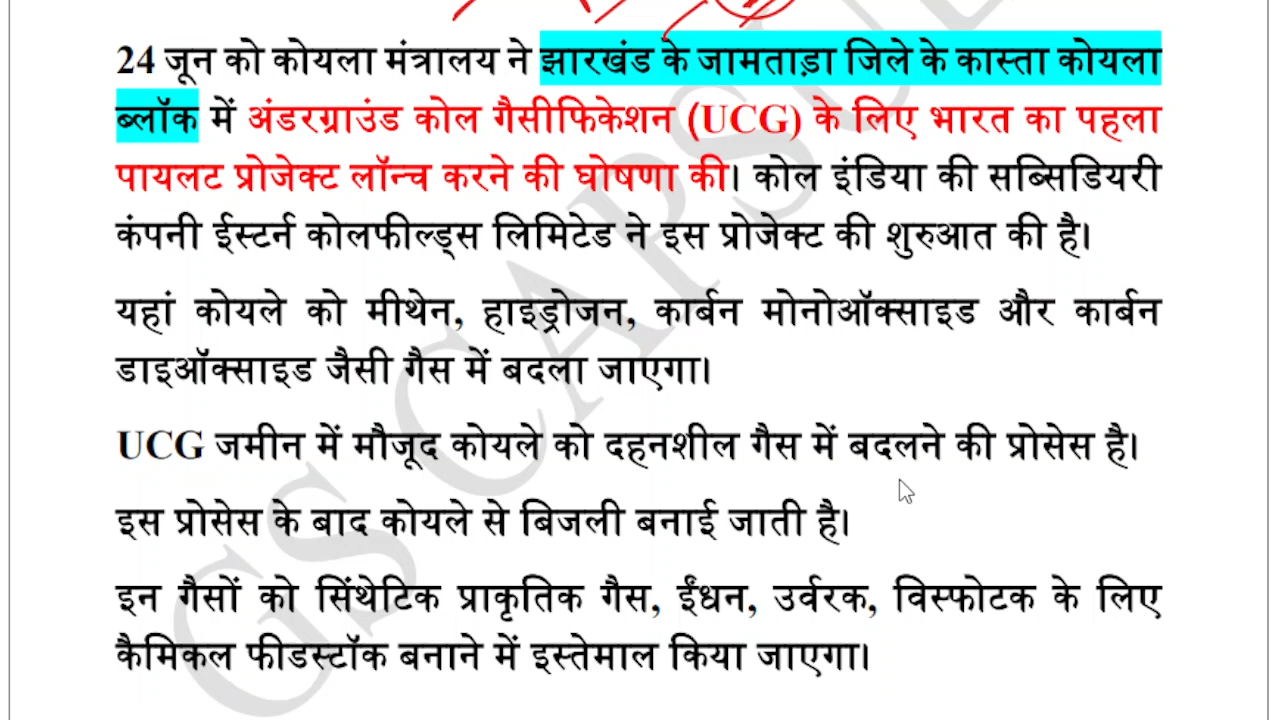 24 जून को कोयला मंत्रालय ने झारखंड के जामताड़ा जिले के कास्ता कोयला
ब्लॉक में अंडरग्राउंड कोल गैसीफिकेशन (UCG) के लिए भारत का पहला
पायलट प्रोजेक्ट लॉन्च करने की घोषणा की। कोल इंडिया की सब्सिडियरी
कंपनी ईस्टर्न कोलफील्ड्स लिमिटेड ने इस प्रोजेक्ट की शुरुआत की है।
यहां कोयले को मीथेन, हाइड्रोजन, कार्बन मोनोऑक्साइड और कार्बन
डाइऑक्साइड जैसी गैस में बदला जाएगा।
UCG जमीन में मौजूद कोयले को दहनशील गैस में बदलने की प्रोसेस है।
इस प्रोसेस के बाद कोयले से बिजली बनाई जाती है।
इन गैसों को सिंथेटिक प्राकृतिक गैस, ईंधन, उर्वरक, विस्फोटक के लिए
कैमिकल फीडस्टॉक बनाने में इस्तेमाल किया जाएगा।
GS CAPSULE